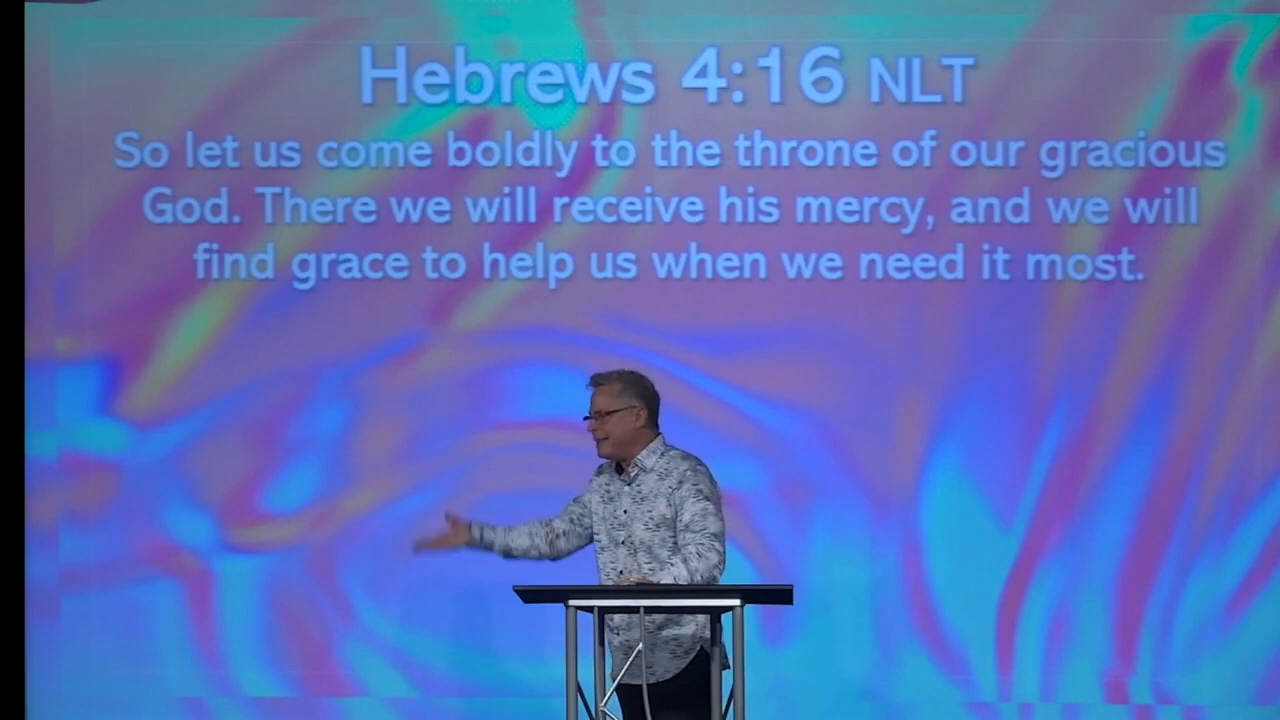 Hebrews 4:16 NLT
So let us come boldly to the throne of our gracious
God. There we will receive his mercy, and we will
find grace to help us when we need it most.